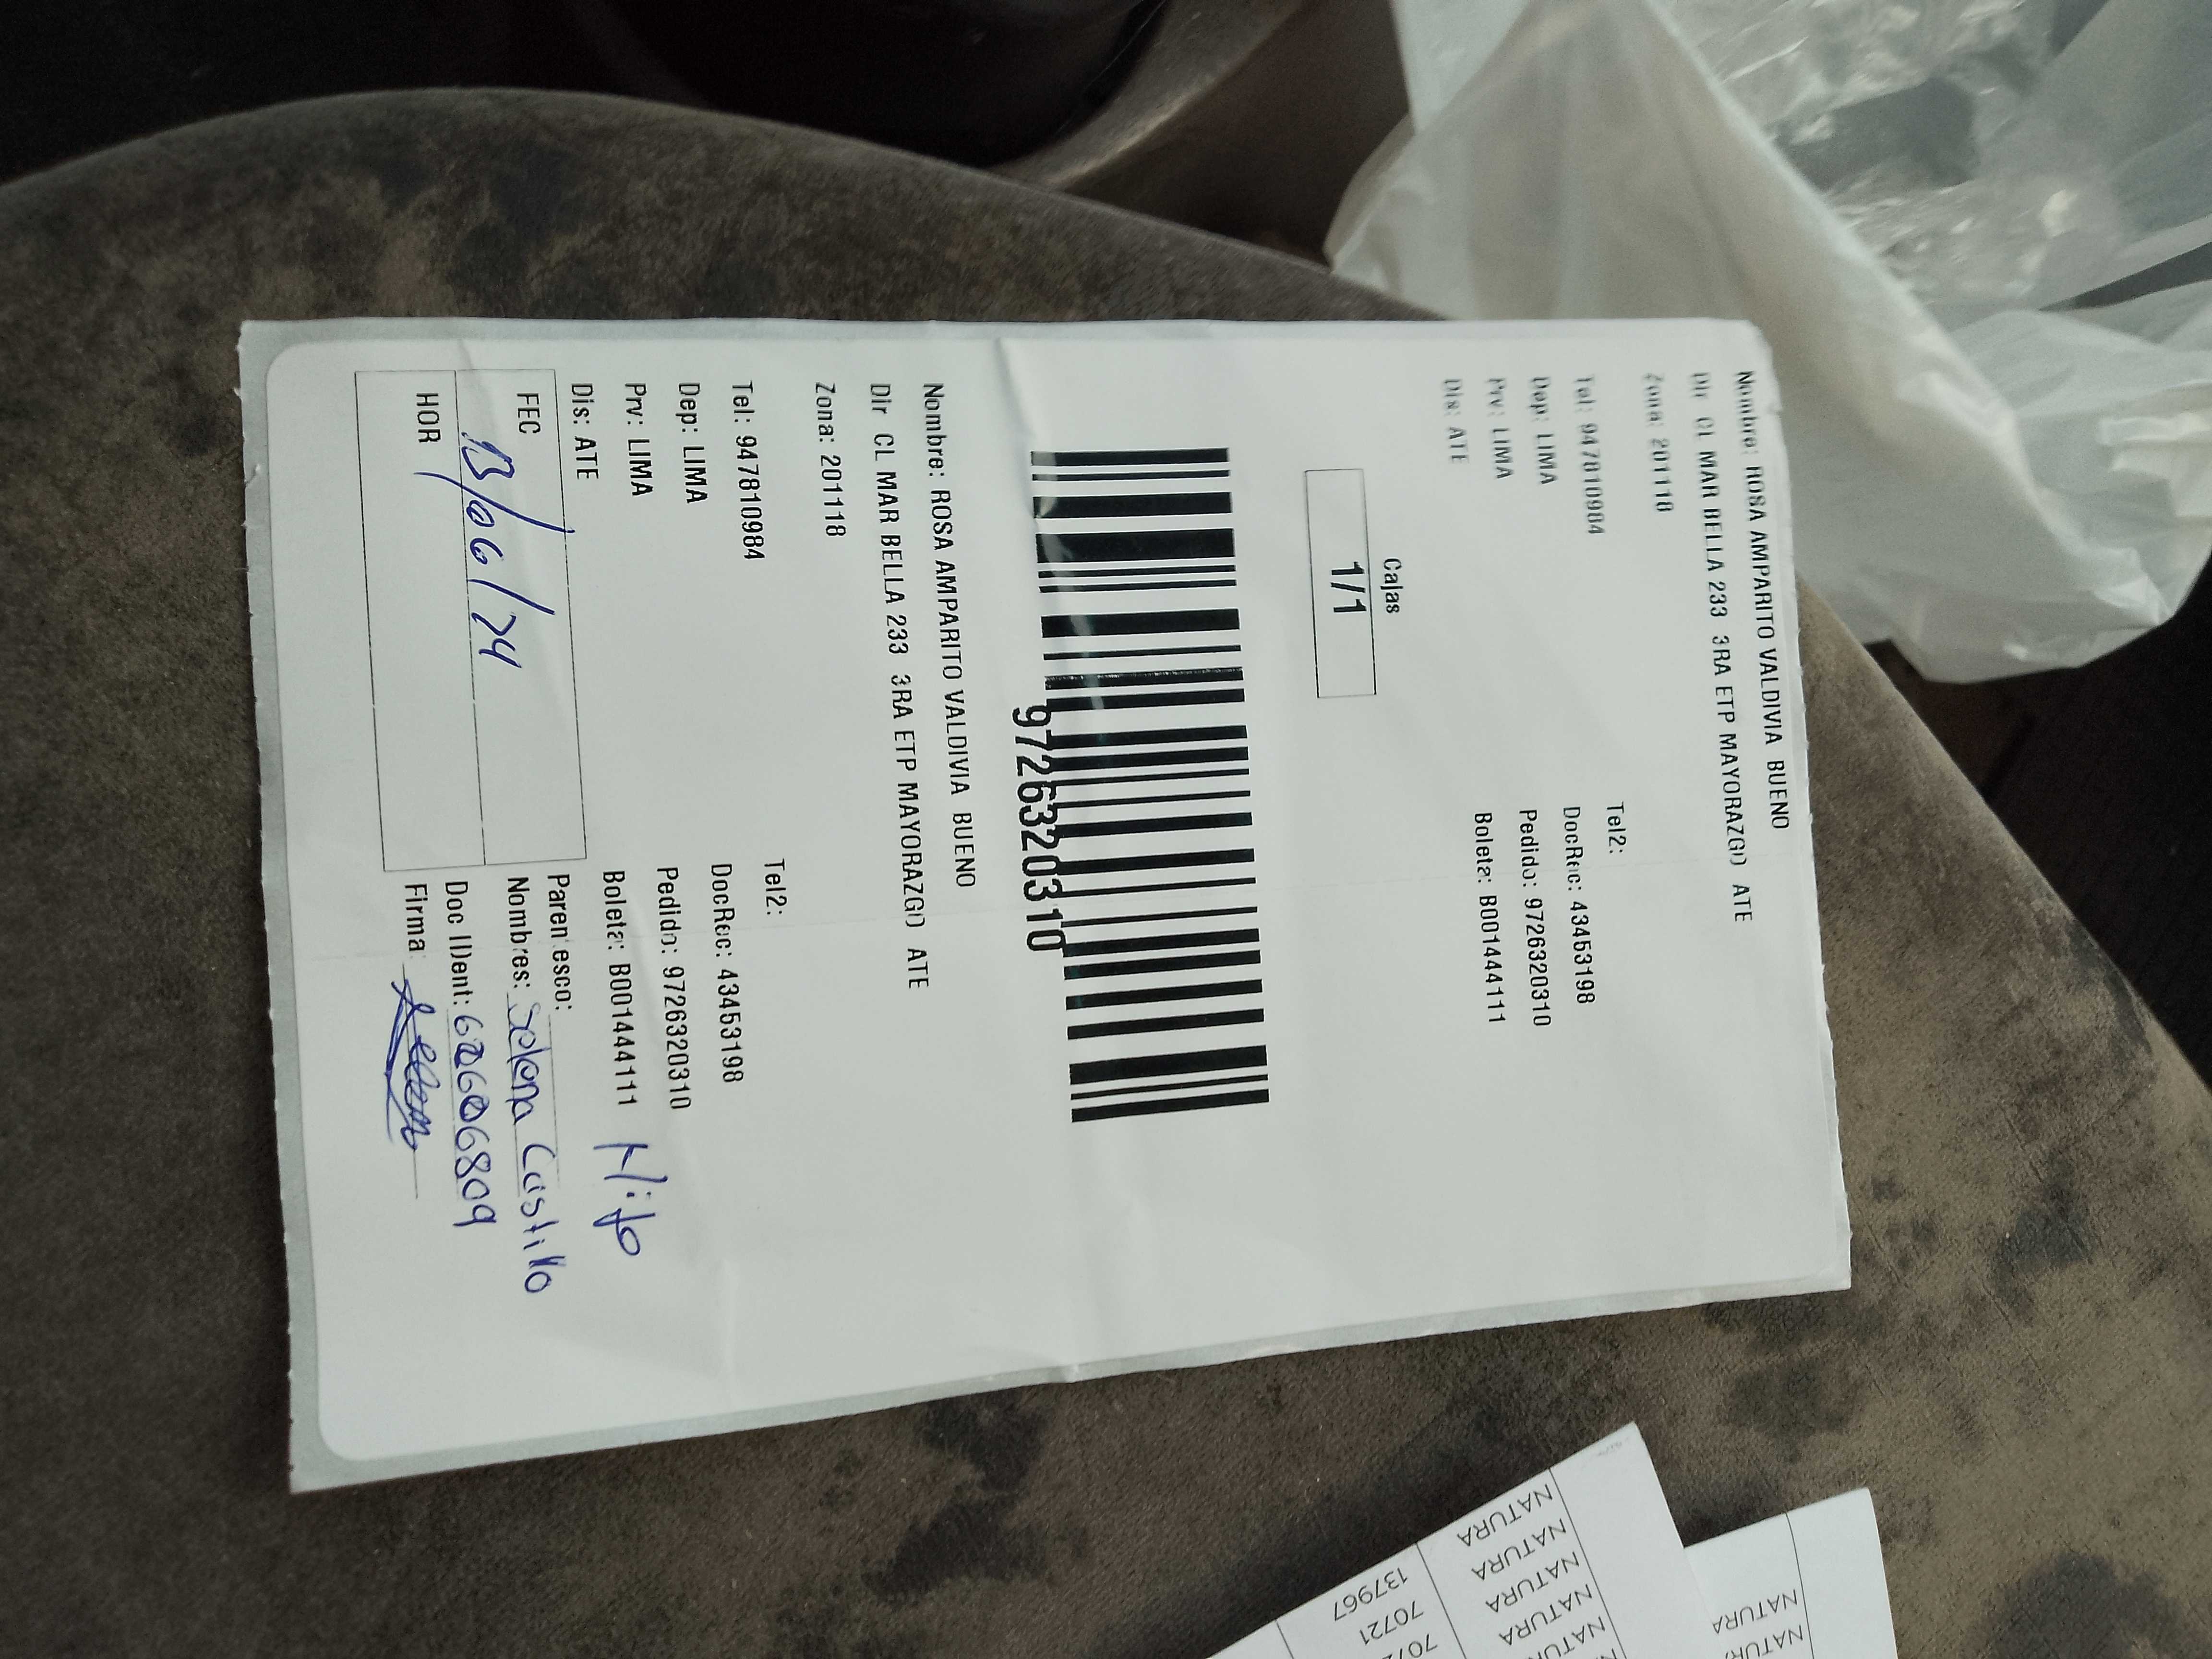 Nombre: ROSA AMPARITO VALDIVIA BUENO
Dir CL MAR BELLA 233 3RA ETP MAYORAZGO ATE
Zona: 201118
Tel: 947810984 Tel2:
Dep: LIMA DocRec: 43453198
Prv: LIMA Pedido: 9726320310
Dis: ATE Boleta: B001444111
Cajas
1/1
9726320310
Nombre: ROSA AMPARITO VALDIVIA BUENO
Dir CL MAR BELLA 233 3RA ETP MAYORAZGO ATE
Zona: 201118
Tel: 947810984 Tel2:
Dep: LIMA DocRec: 43453198
Prv: LIMA Pedido: 9726320310
Dis: ATE Boleta: B001444111
Parentesco:
FEC 13/06/24 Nombres: Castillo
HOR Doc IDent:
Firma:
NATURA
NATURA
137967 NATURA
70721 NATURA
NATURA
NATURA